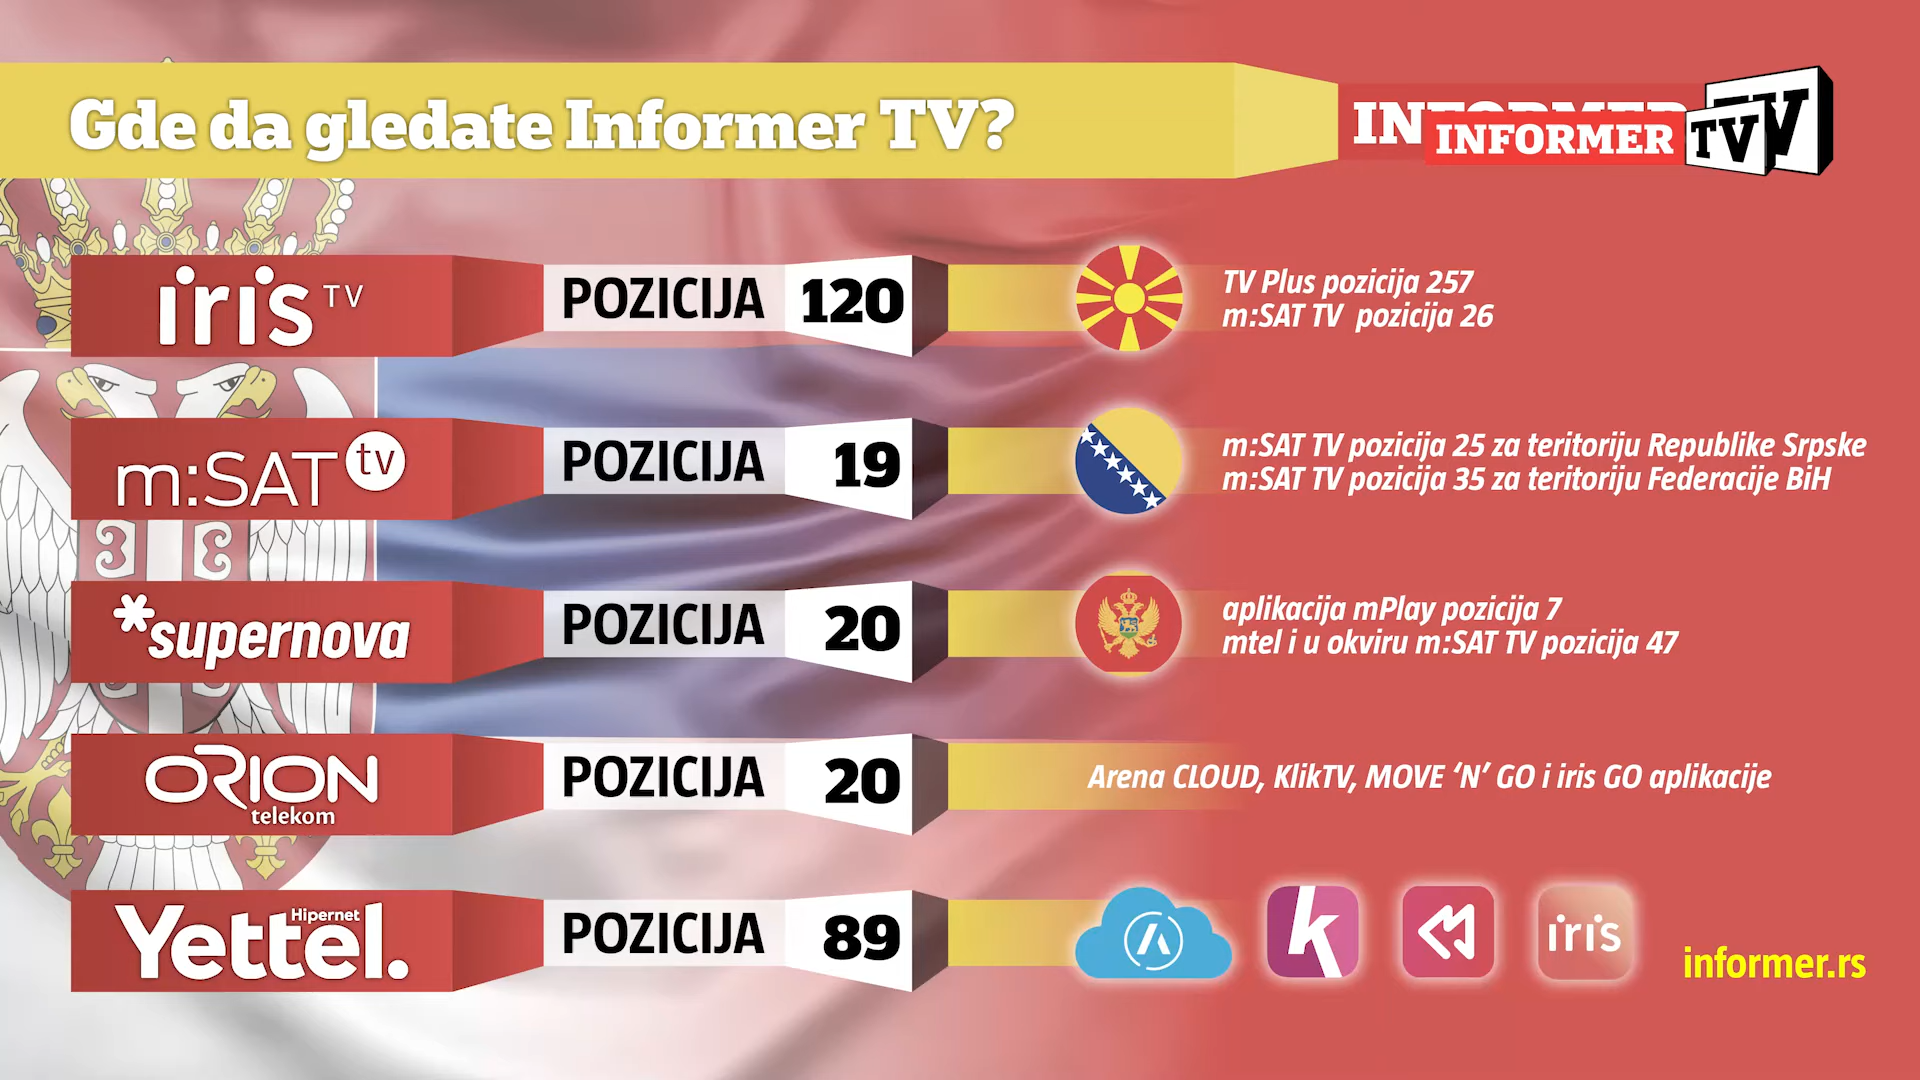 Gde da gledate Informer TV?
INFORMER TV
INFORMER TV
iris TV
POZICIJA 120
TV Plus pozicija 257
m:SAT TV pozicija 26
m:SAT tv
POZICIJA 19
m:SAT TV pozicija 25 za teritoriju Republike Srpske
m:SAT TV pozicija 35 za teritoriju Federacije BiH
*supernova
POZICIJA 20
aplikacija mPlay pozicija 7
mtel i u okviru m:SAT TV pozicija 47
ORION
telekom
POZICIJA 20
Arena CLOUD, KlikTV, MOVE ‘N’ GO i iris GO aplikacije
Hipernet
Yettel.
POZICIJA 89
k
iris
informer.rs